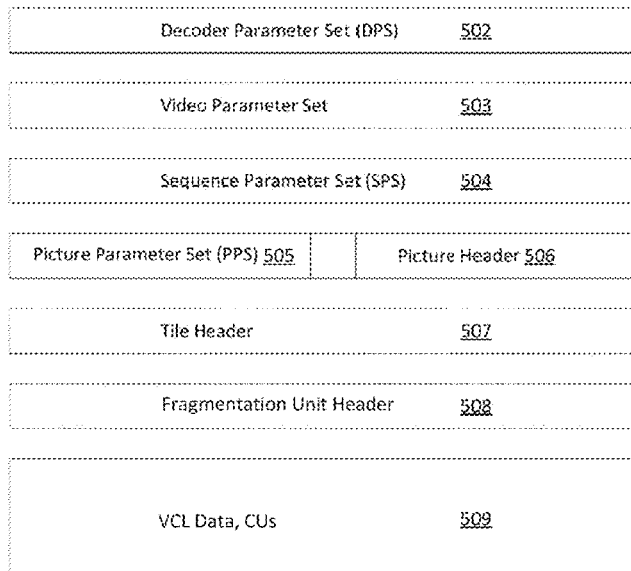 Decoder Parameter Set (DPS) 502
Video Parameter Set 503
Sequence Parameter Set (SPS) 504
Picture Parameter Set (PPS) 505 Picture Header 506
Tile Header 507
Fragmentation Unit Header 508
VCL Data, CUs 509